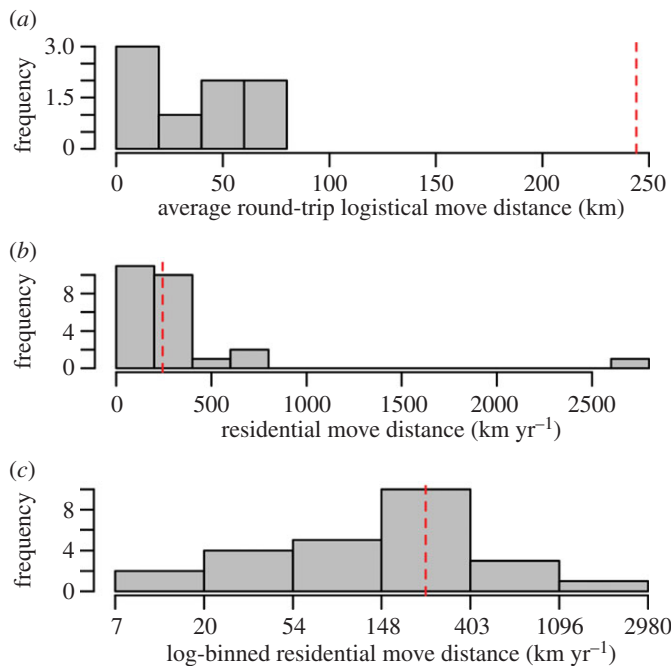 (a)
frequency
3.0
1.5
0
0 50 100 150 200 250
average round-trip logistical move distance (km)
(b)
frequency
8
4
0
0 500 1000 1500 2000 2500
residential move distance (km yr⁻¹)
(c)
frequency
8
4
0
7 20 54 148 403 1096 2980
log-binned residential move distance (km yr⁻¹)